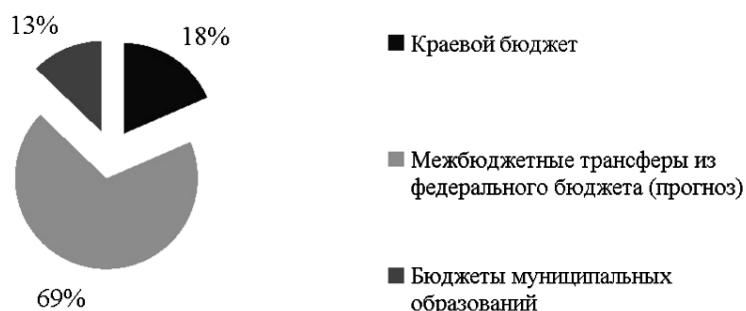 13%
18%
69%
Краевой бюджет
Межбюджетные трансферы из
федерального бюджета (прогноз)
Бюджеты муниципальных
образований